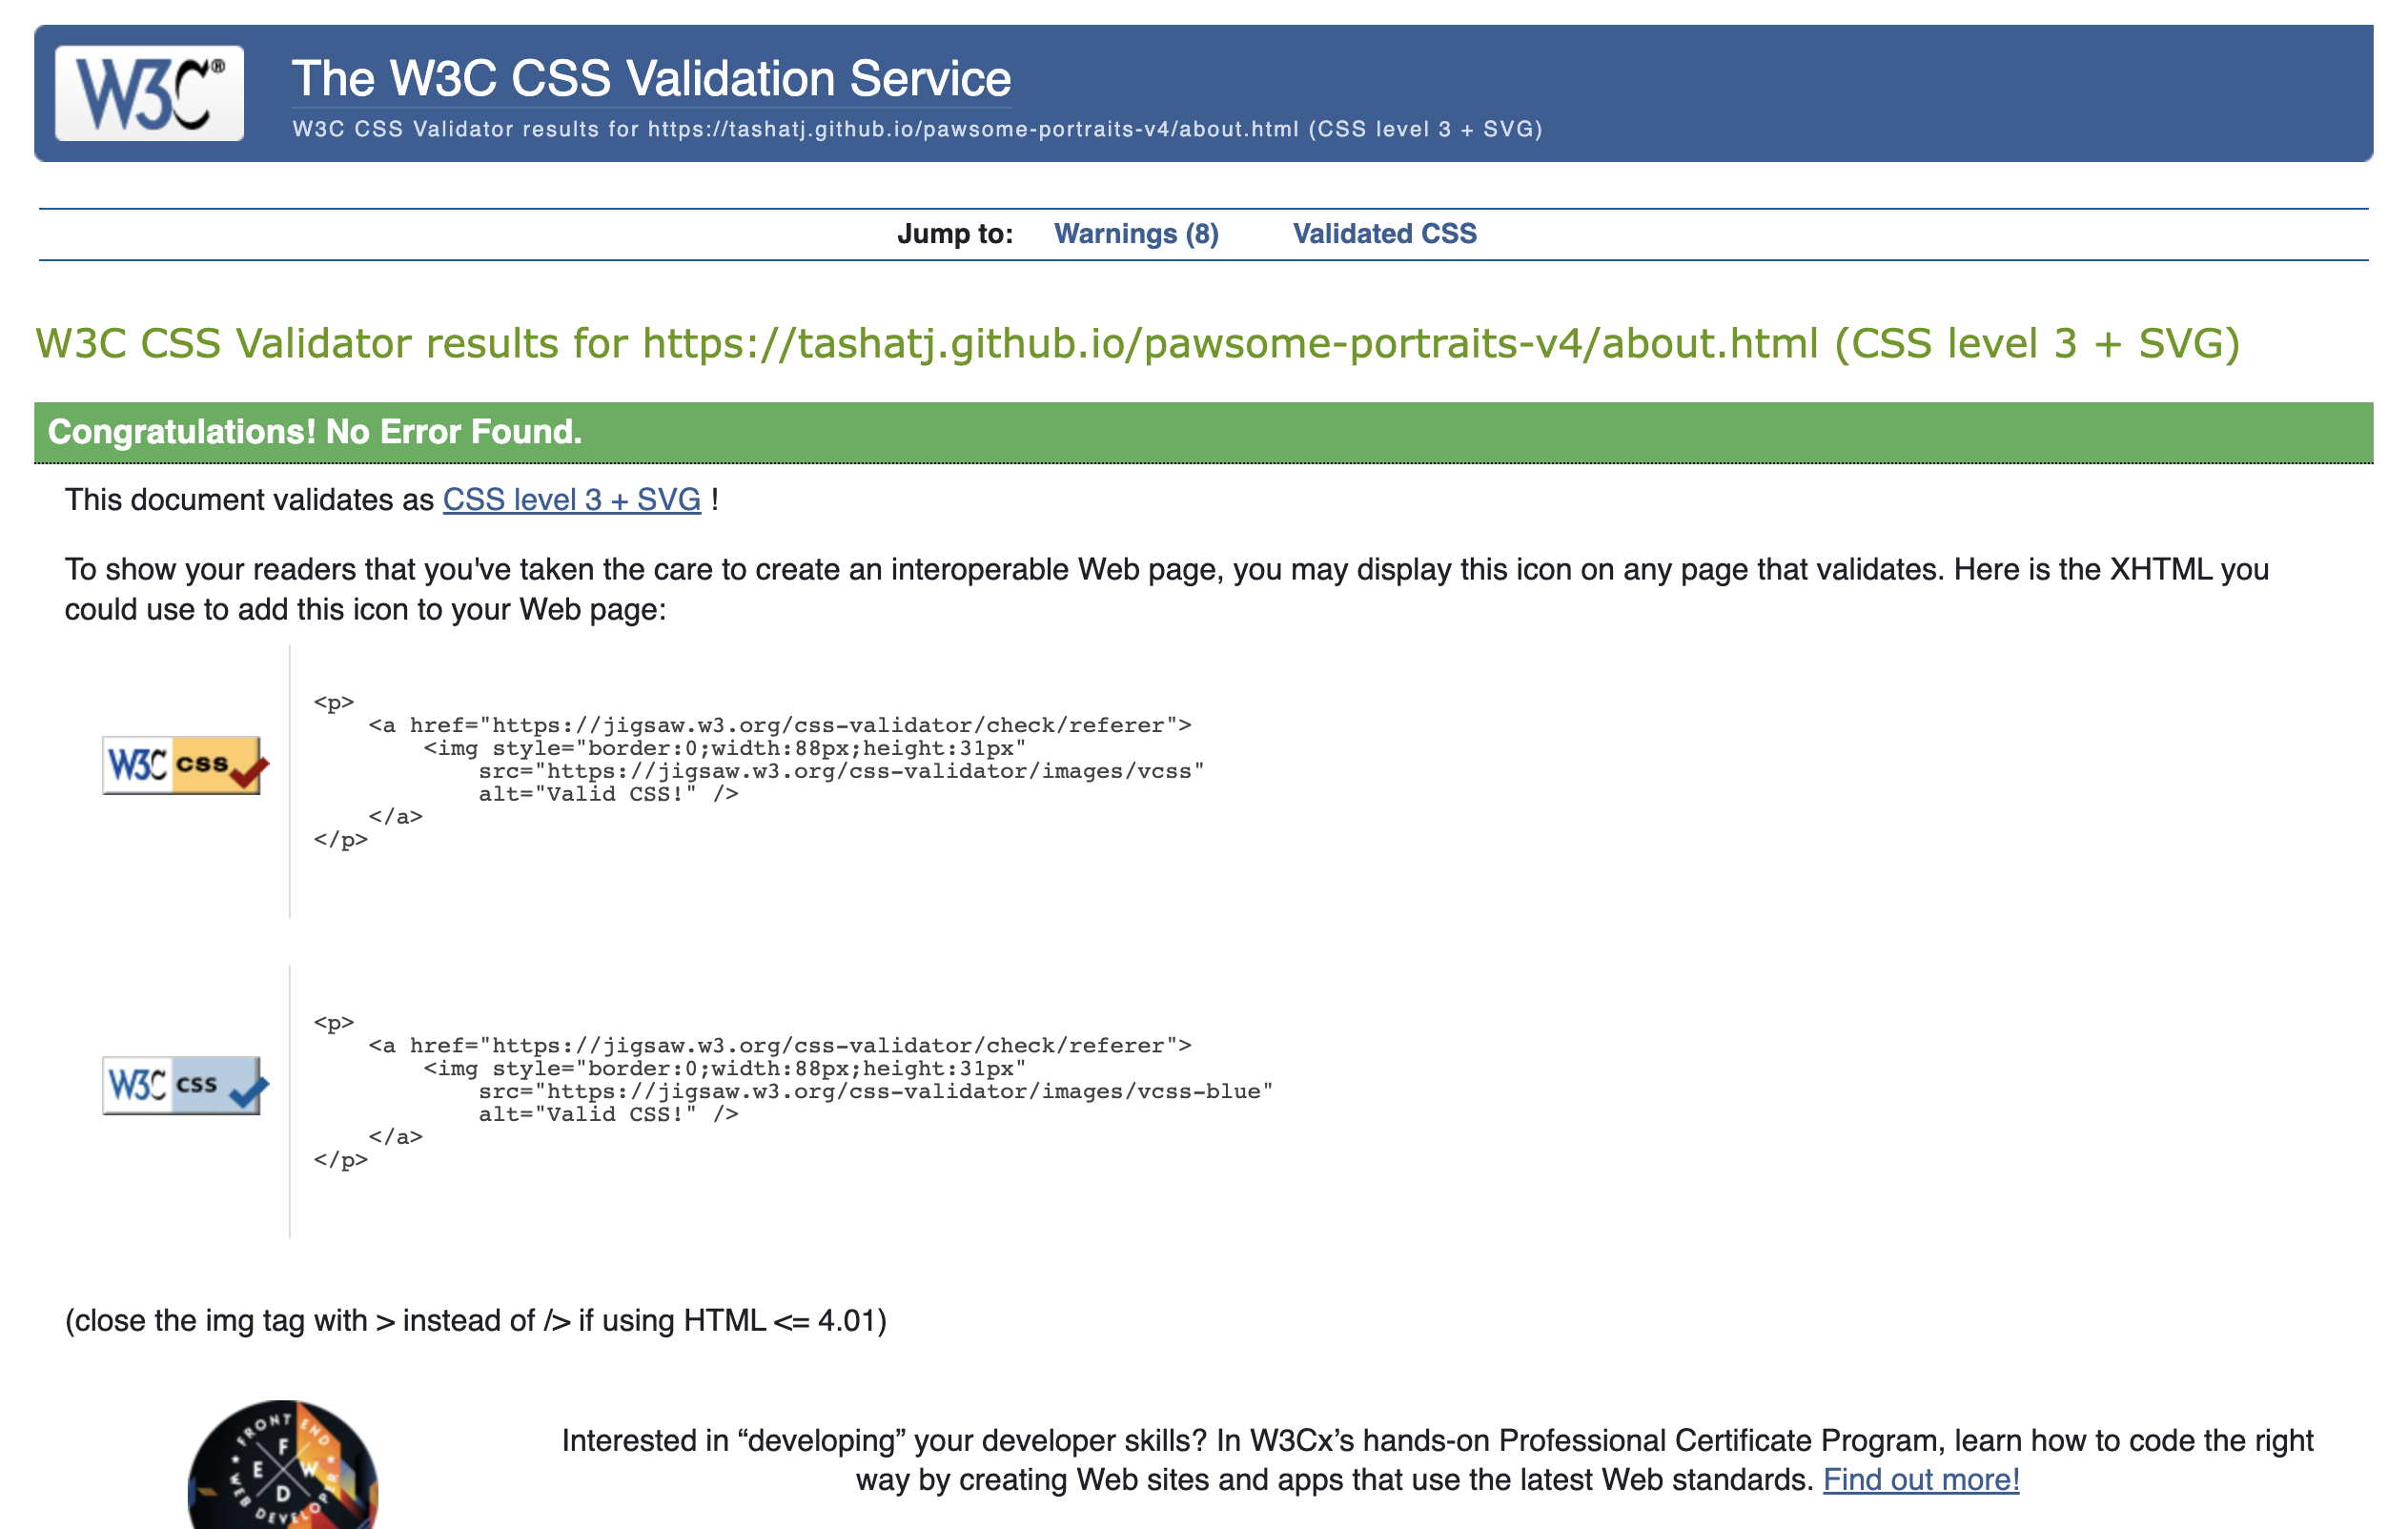 W3C®
The W3C CSS Validation Service
W3C CSS Validator results for https://tashatj.github.io/pawsome-portraits-v4/about.html (CSS level 3 + SVG)
Jump to: Warnings (8) Validated CSS
W3C CSS Validator results for https://tashatj.github.io/pawsome-portraits-v4/about.html (CSS level 3 + SVG)
Congratulations! No Error Found.
This document validates as CSS level 3 + SVG !
To show your readers that you've taken the care to create an interoperable Web page, you may display this icon on any page that validates. Here is the XHTML you
could use to add this icon to your Web page:
W3C css
<p>
    <a href="https://jigsaw.w3.org/css-validator/check/referer">
        <img style="border:0;width:88px;height:31px"
            src="https://jigsaw.w3.org/css-validator/images/vcss"
            alt="Valid CSS!" />
    </a>
</p>
W3C css
<p>
    <a href="https://jigsaw.w3.org/css-validator/check/referer">
        <img style="border:0;width:88px;height:31px"
            src="https://jigsaw.w3.org/css-validator/images/vcss-blue"
            alt="Valid CSS!" />
    </a>
</p>
(close the img tag with > instead of /> if using HTML <= 4.01)
FRONT END
F
E W
D
WEB DEVELOPER
Interested in “developing” your developer skills? In W3Cx’s hands-on Professional Certificate Program, learn how to code the right
way by creating Web sites and apps that use the latest Web standards. Find out more!